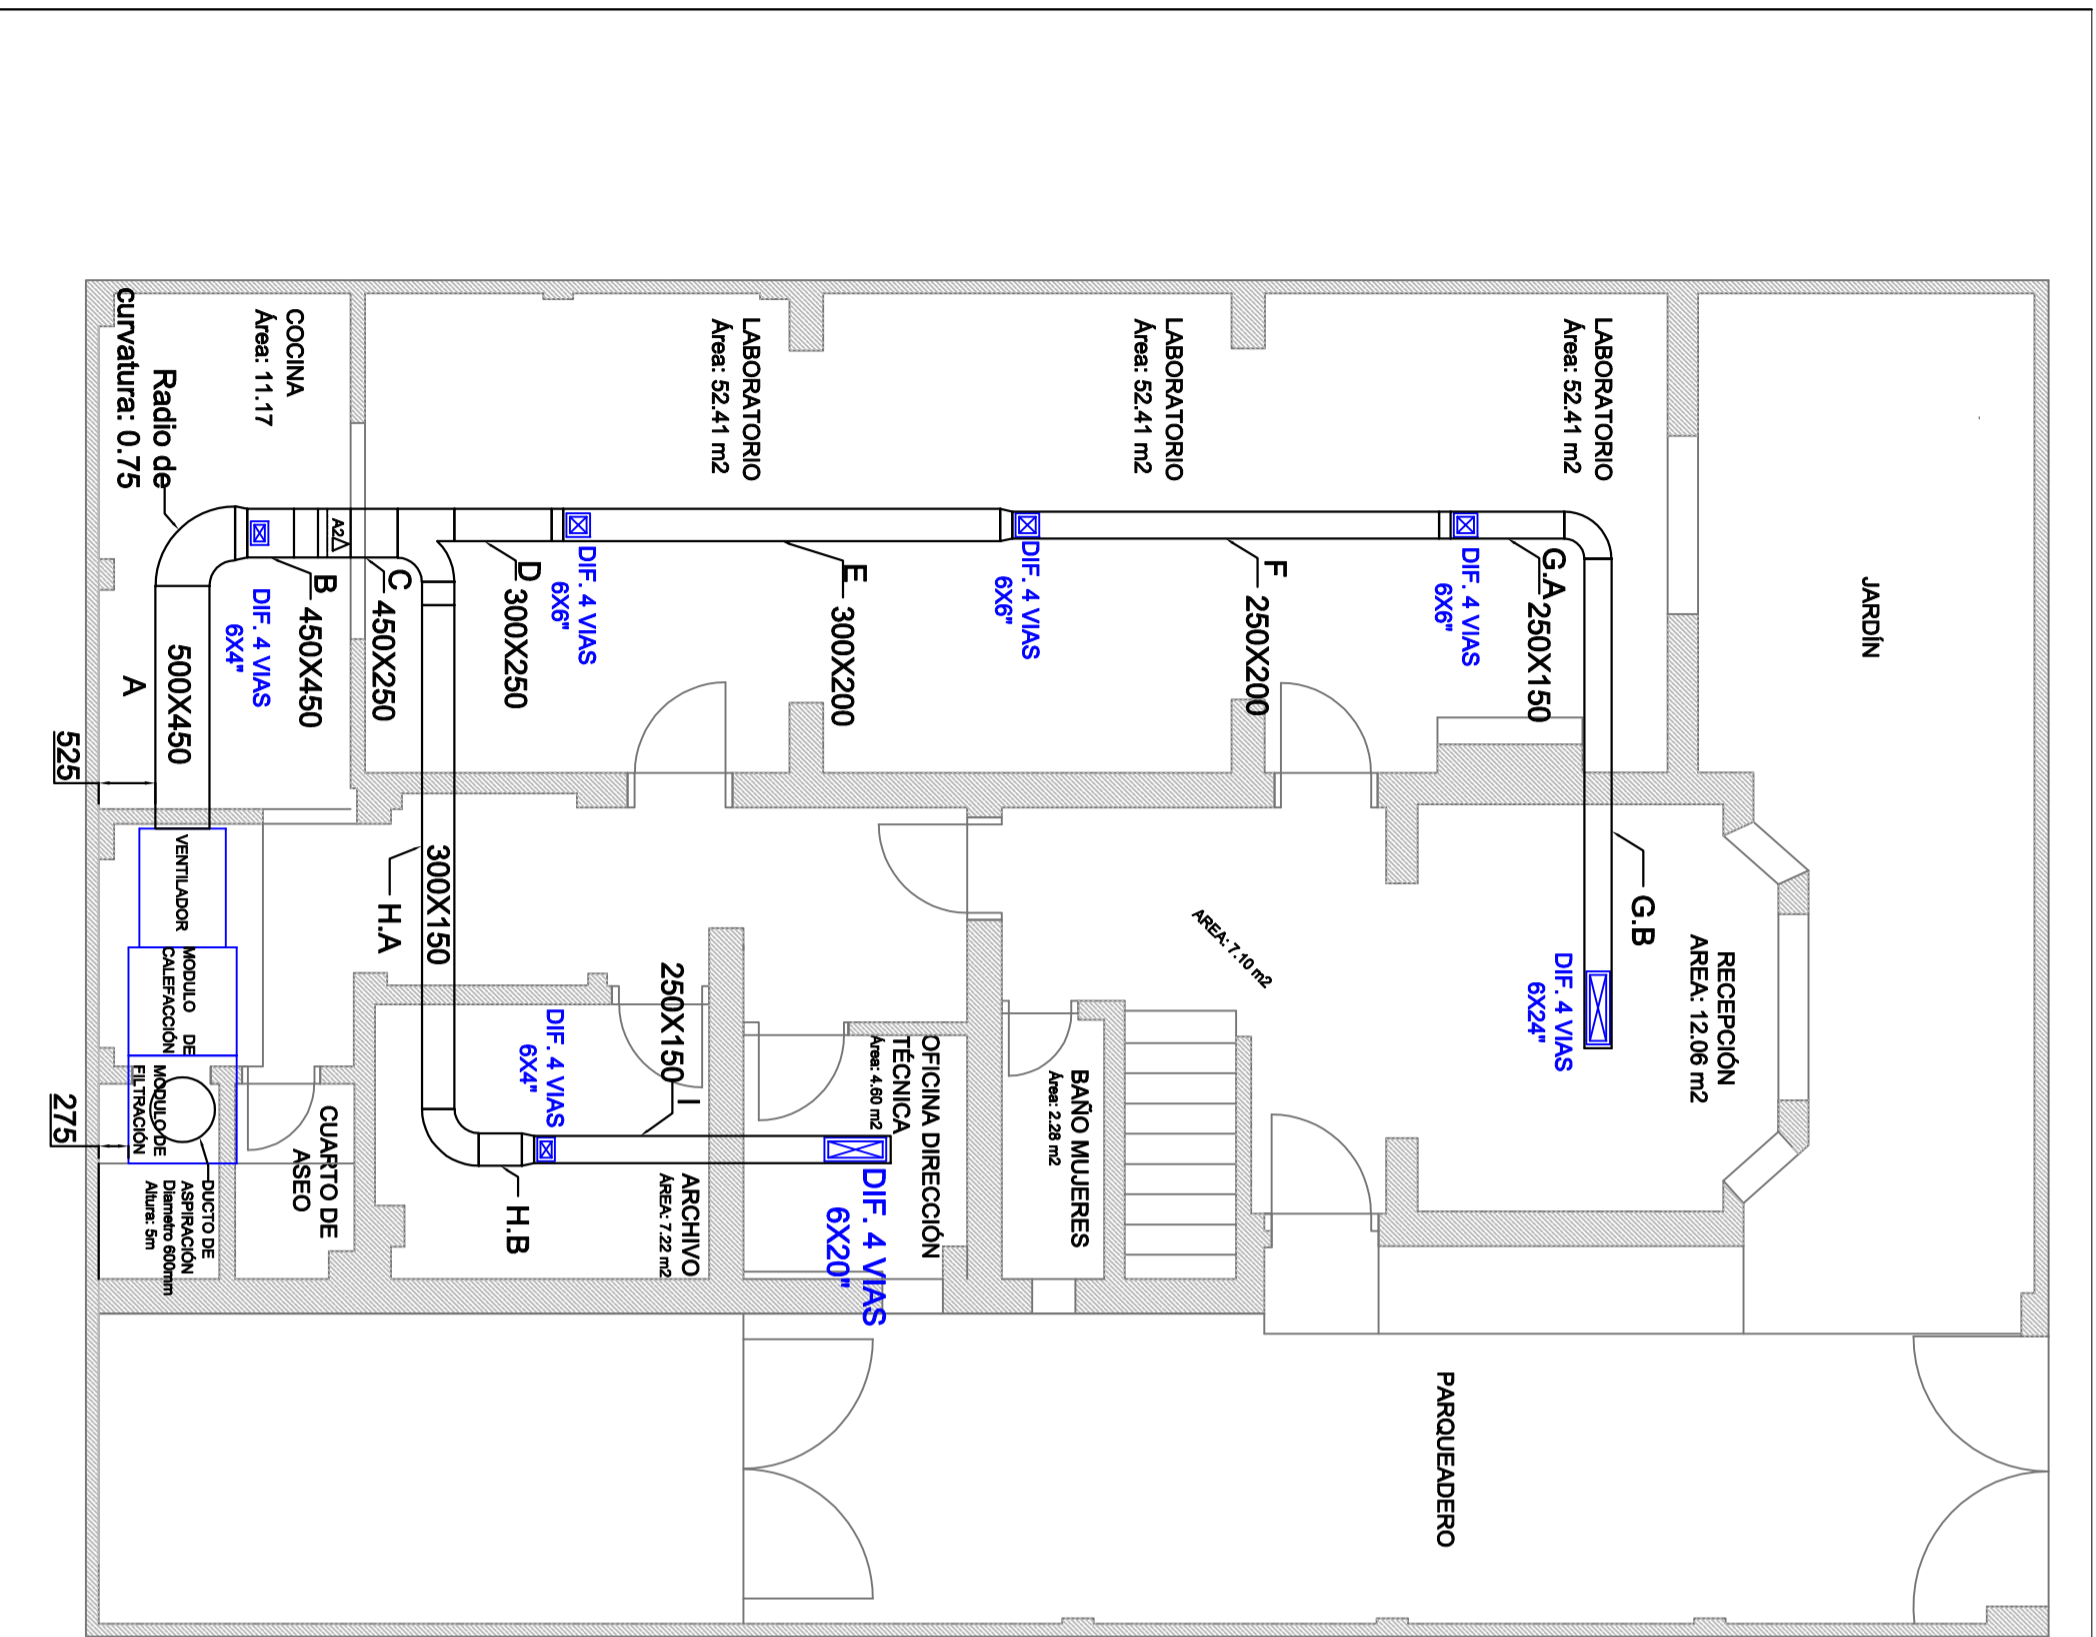 COCINA
Área: 11.17
Radio de
curvatura: 0.75
LABORATORIO
Área: 52.41 m2
LABORATORIO
Área: 52.41 m2
LABORATORIO
Área: 52.41 m2
JARDÍN
A
500X450
525
DIF. 4 VIAS
6X4"
B
450X450
A2
C
450X250
D
300X250
DIF. 4 VIAS
6X6"
E
300X200
DIF. 4 VIAS
6X6"
F
250X200
DIF. 4 VIAS
6X6"
G.A
250X150
G.B
DIF. 4 VIAS
6X24"
RECEPCIÓN
AREA: 12.06 m2
AREA: 7.10 m2
H.A
300X150
H.B
DIF. 4 VIAS
6X4"
250X150
I
ARCHIVO
ÁREA: 7.22 m2
DIF. 4 VIAS
6X20"
OFICINA DIRECCIÓN
TÉCNICA
Área: 4.60 m2
BAÑO MUJERES
Área: 2.28 m2
VENTILADOR
MODULO DE
CALEFACCIÓN
MODULO DE
FILTRACIÓN
275
DUCTO DE
ASPIRACIÓN
Diametro 600mm
Altura: 5m
CUARTO DE
ASEO
PARQUEADERO